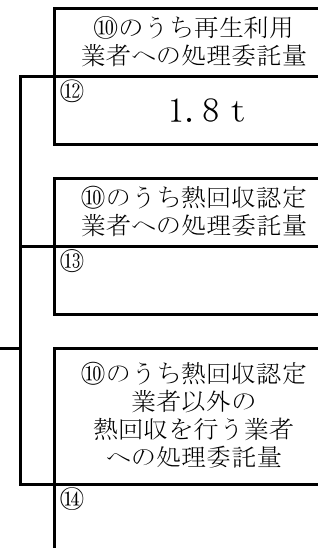 ⑩のうち再生利用
業者への処理委託量
⑫
1.8 t
⑩のうち熱回収認定
業者への処理委託量
⑬
⑩のうち熱回収認定
業者以外の
熱回収を行う業者
への処理委託量
⑭